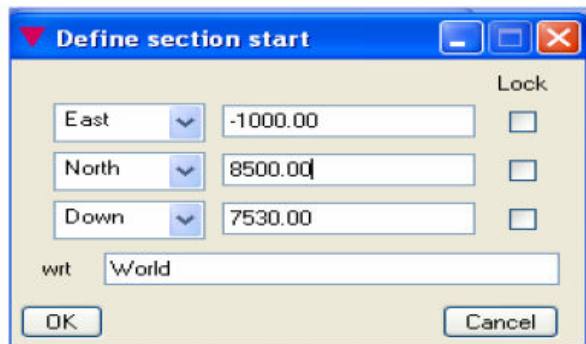 Define section start
Lock
East -1000.00
North 8500.00
Down 7530.00
wrt World
OK Cancel